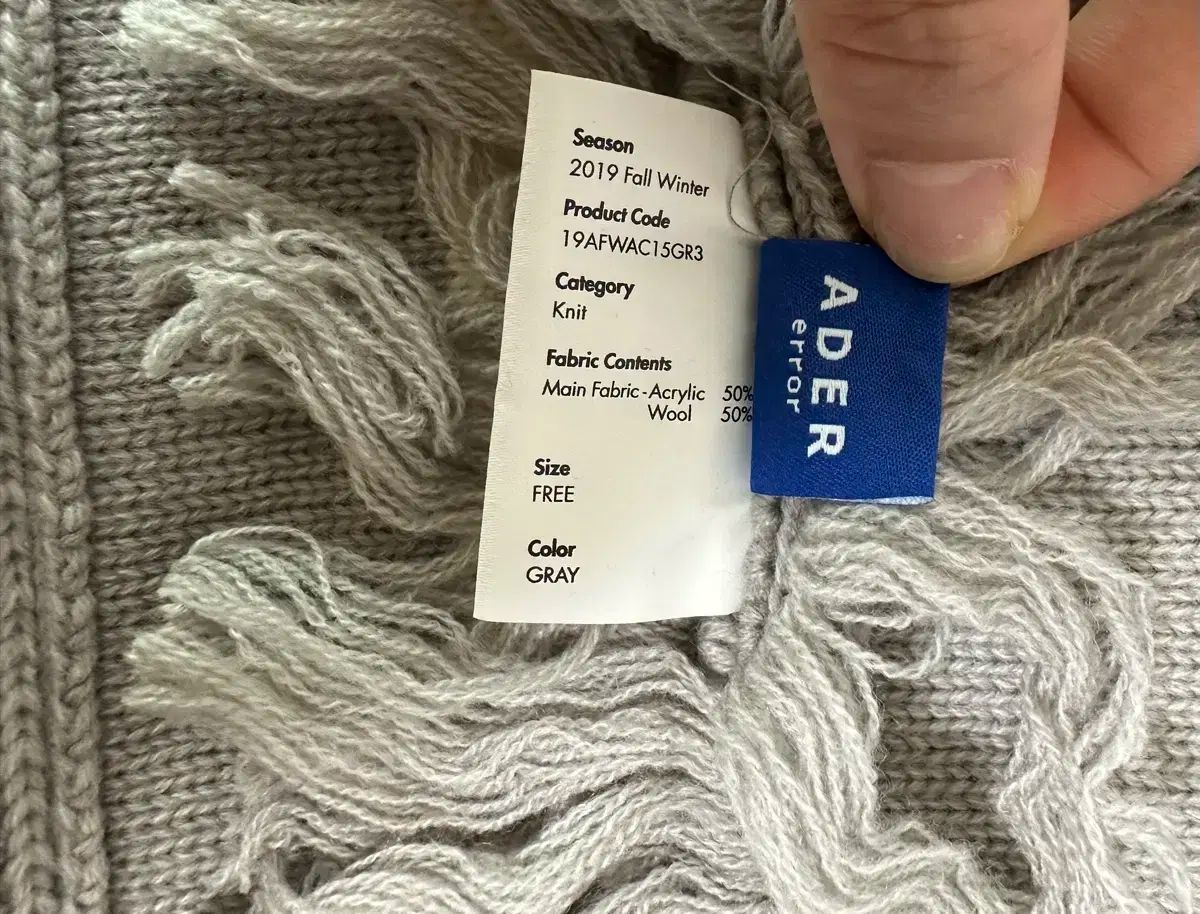 Season
2019 Fall Winter
Product Code
19AFWAC15GR3
Category
Knit
Fabric Contents
Main Fabric - Acrylic 50%
Wool 50%
Size
FREE
Color
GRAY
ADER
error